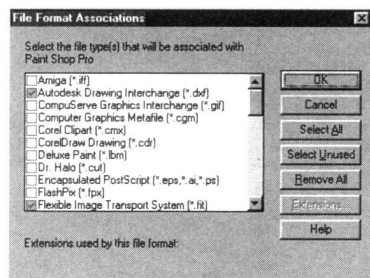 File Format Associations
Select the file type(s) that will be associated with
Paint Shop Pro
Amiga (*.iff)
Autodesk Drawing Interchange (*.dxf)
CompuServe Graphics Interchange (*.gif)
Computer Graphics Metafile (*.cgm)
Corel Clipart (*.cmx)
CorelDraw Drawing (*.cdr)
Deluxe Paint (*.lbm)
Dr. Halo (*.cut)
Encapsulated PostScript (*.eps,*.ai,*.ps)
FlashPix (*.fpx)
Flexible Image Transport System (*.fit)
Extensions used by this file format:
OK
Cancel
Select All
Select Unused
Remove All
Extensions...
Help